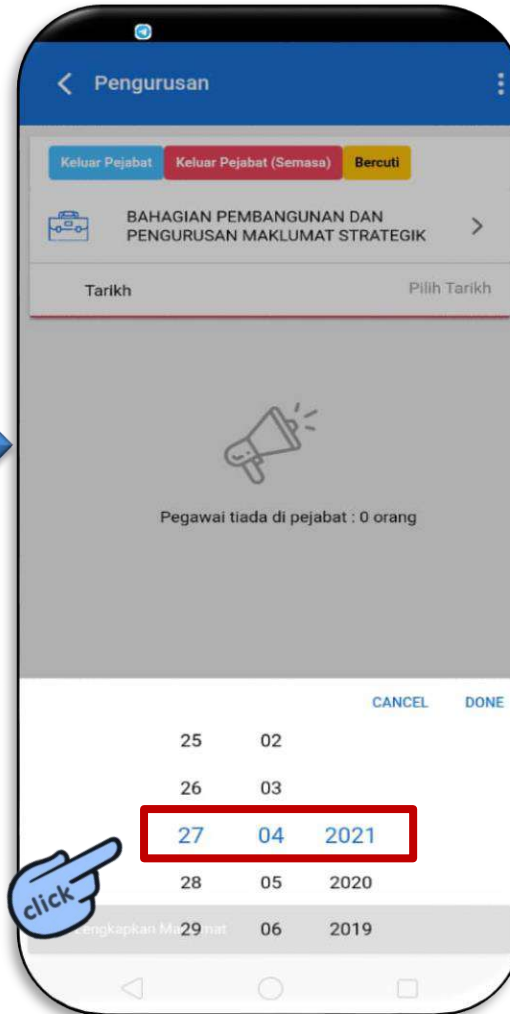 Pengurusan
Keluar Pejabat Keluar Pejabat (Semasa) Bercuti
BAHAGIAN PEMBANGUNAN DAN
PENGURUSAN MAKLUMAT STRATEGIK
Tarikh Pilih Tarikh
Pegawai tiada di pejabat : 0 orang
CANCEL DONE
25 02
26 03
27 04 2021
click
28 05 2020
Lengkapkan Maklumat
29 06 2019